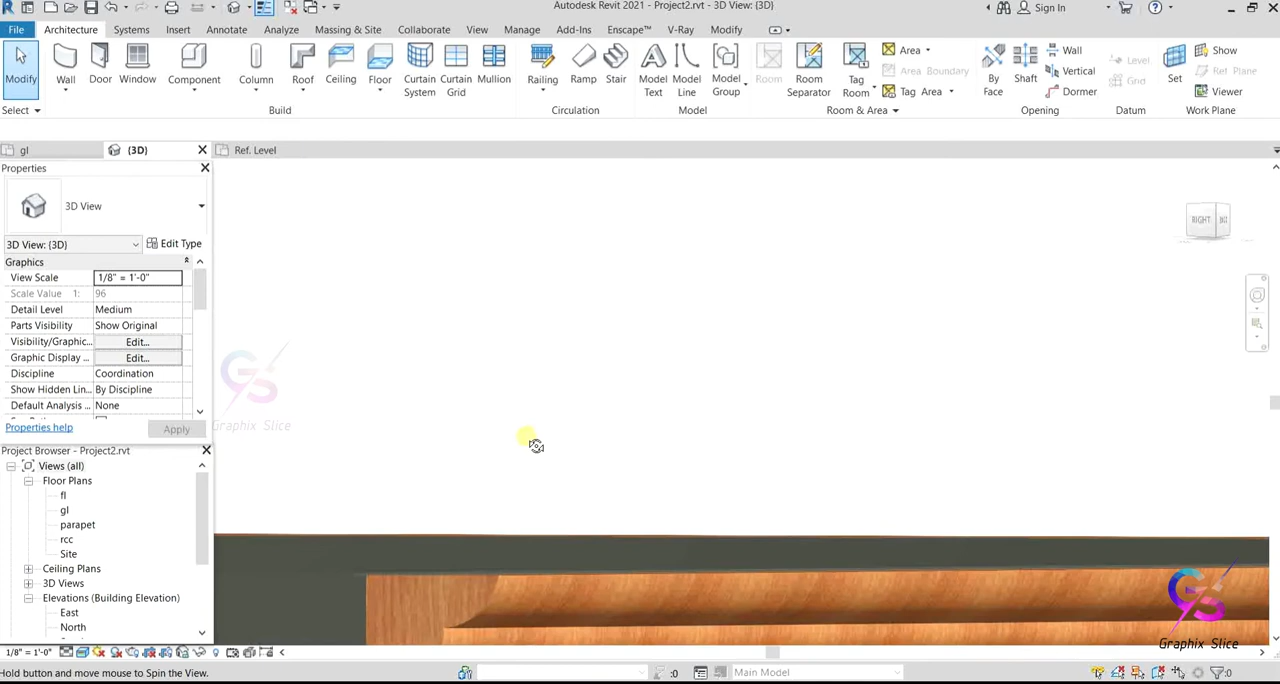 Autodesk Revit 2021 - Project2.rvt - 3D View: {3D}
Sign In
File Architecture Systems Insert Annotate Analyze Massing & Site Collaborate View Manage Add-Ins Enscape™ V-Ray Modify
Modify Wall Door Window Component Column Roof Ceiling Floor Curtain System Curtain Grid Mullion Railing Ramp Stair Model Text Model Line Model Group Room Room Separator Tag Room Area Area Boundary Tag Area By Face Shaft Wall Vertical Dormer Level Grid Set Show Ref Plane Viewer
Select Build Circulation Model Room & Area Opening Datum Work Plane
gl (3D) Ref. Level
Properties
3D View
3D View: {3D} Edit Type
Graphics
View Scale 1/8" = 1'-0"
Scale Value 1: 96
Detail Level Medium
Parts Visibility Show Original
Visibility/Graphic... Edit...
Graphic Display ... Edit...
Discipline Coordination
Show Hidden Lin... By Discipline
Default Analysis ... None
Properties help Apply
Project Browser - Project2.rvt
Views (all)
Floor Plans
fl
gl
parapet
rcc
Site
Ceiling Plans
3D Views
Elevations (Building Elevation)
East
North
RIGHT
Graphix Slice
Graphix Slice
1/8" = 1'-0"
Hold button and move mouse to Spin the View.
:0
Main Model
:0